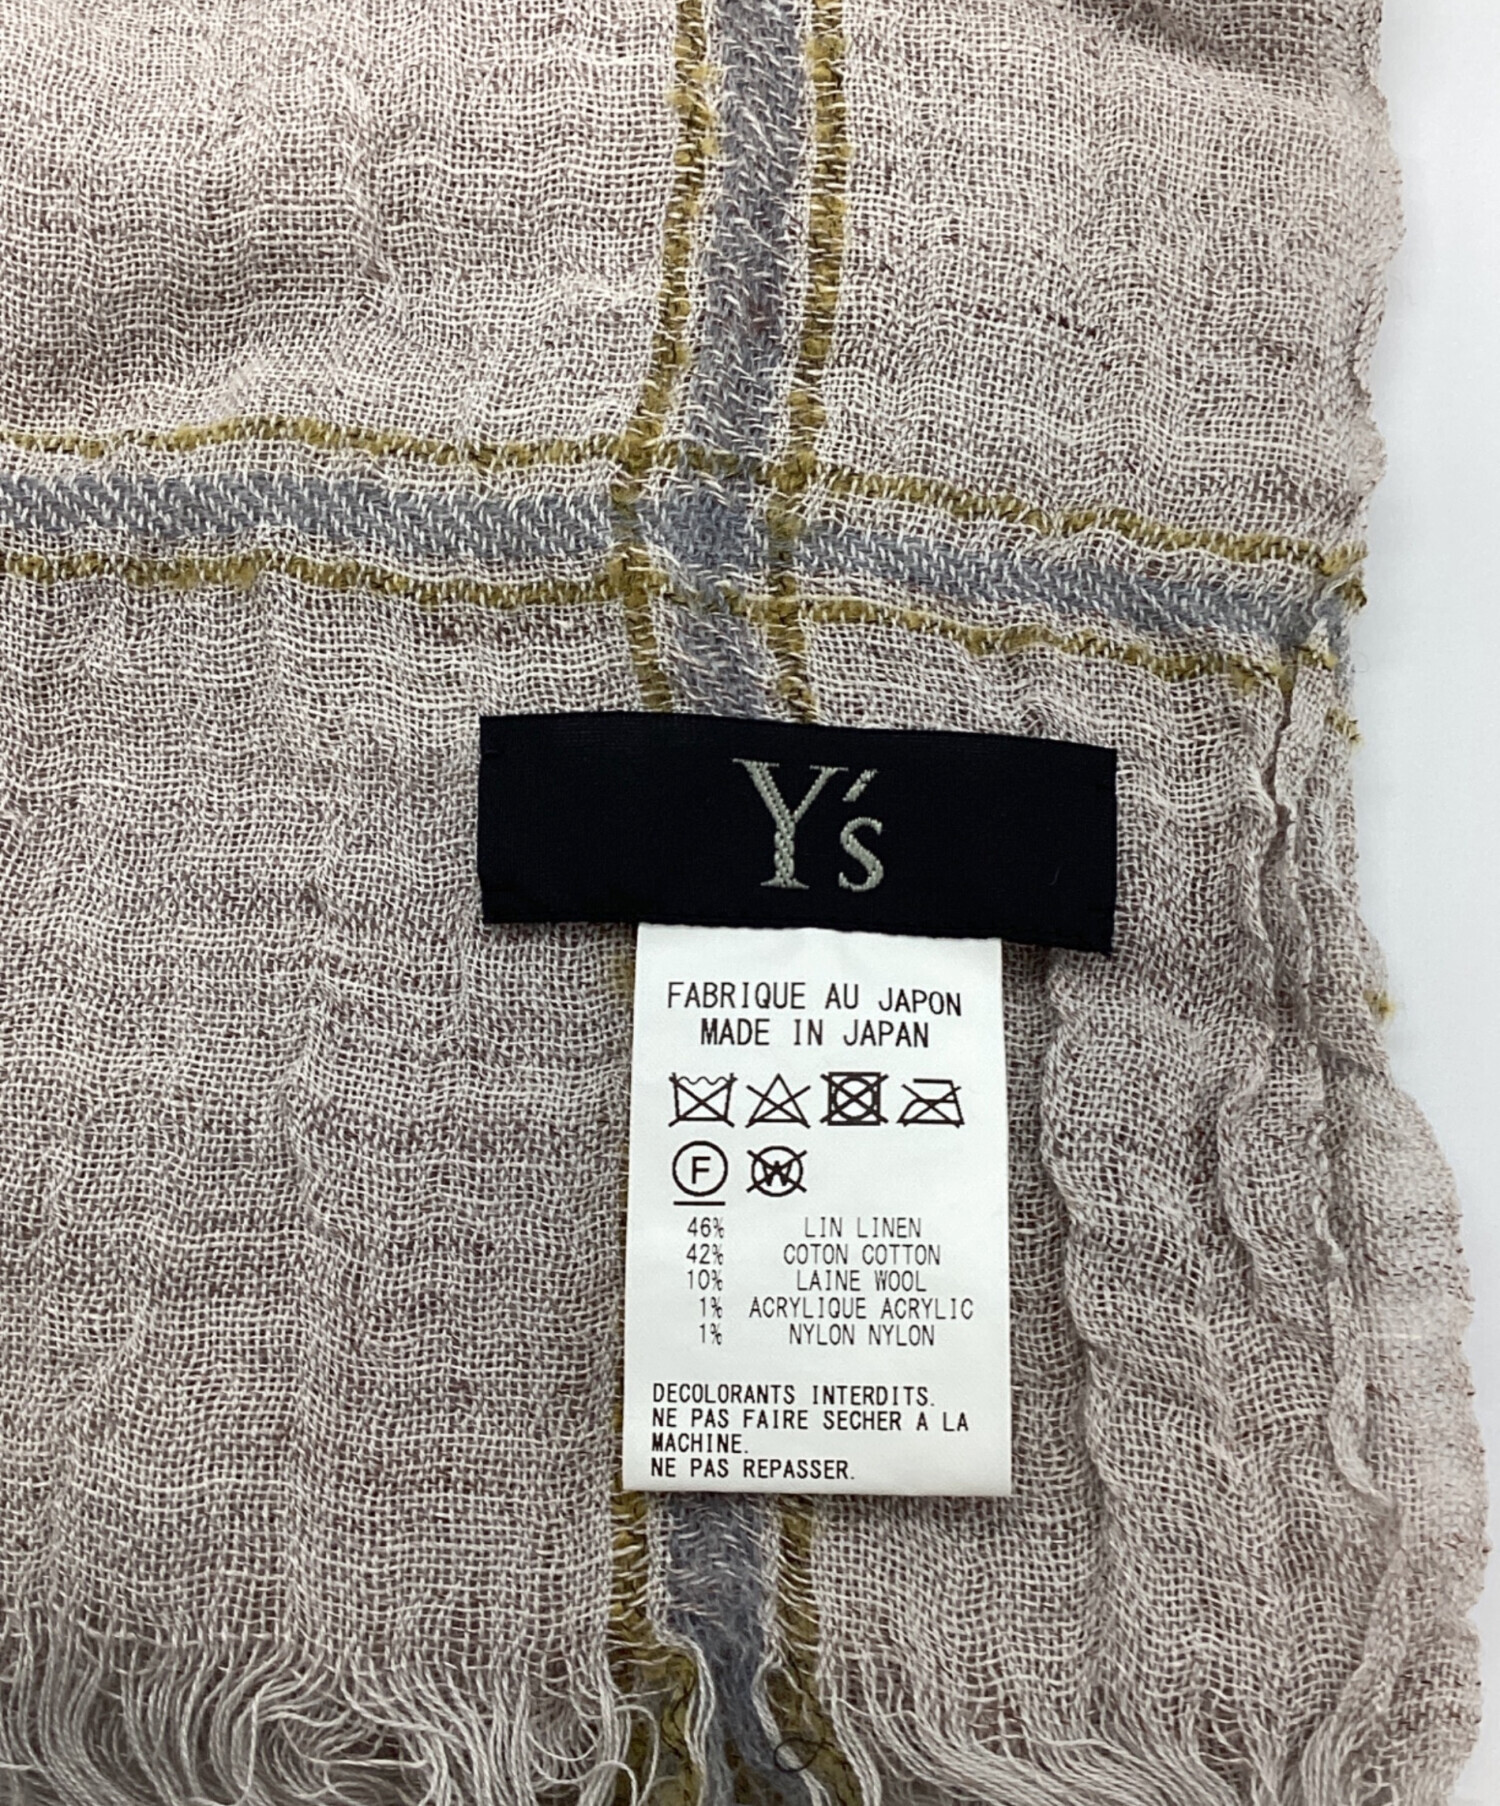 Y's
FABRIQUE AU JAPON
MADE IN JAPAN
F W
46% LIN LINEN
42% COTON COTTON
10% LAINE WOOL
1% ACRYLIQUE ACRYLIC
1% NYLON NYLON
DECOLORANTS INTERDITS.
NE PAS FAIRE SECHER A LA
MACHINE.
NE PAS REPASSER.